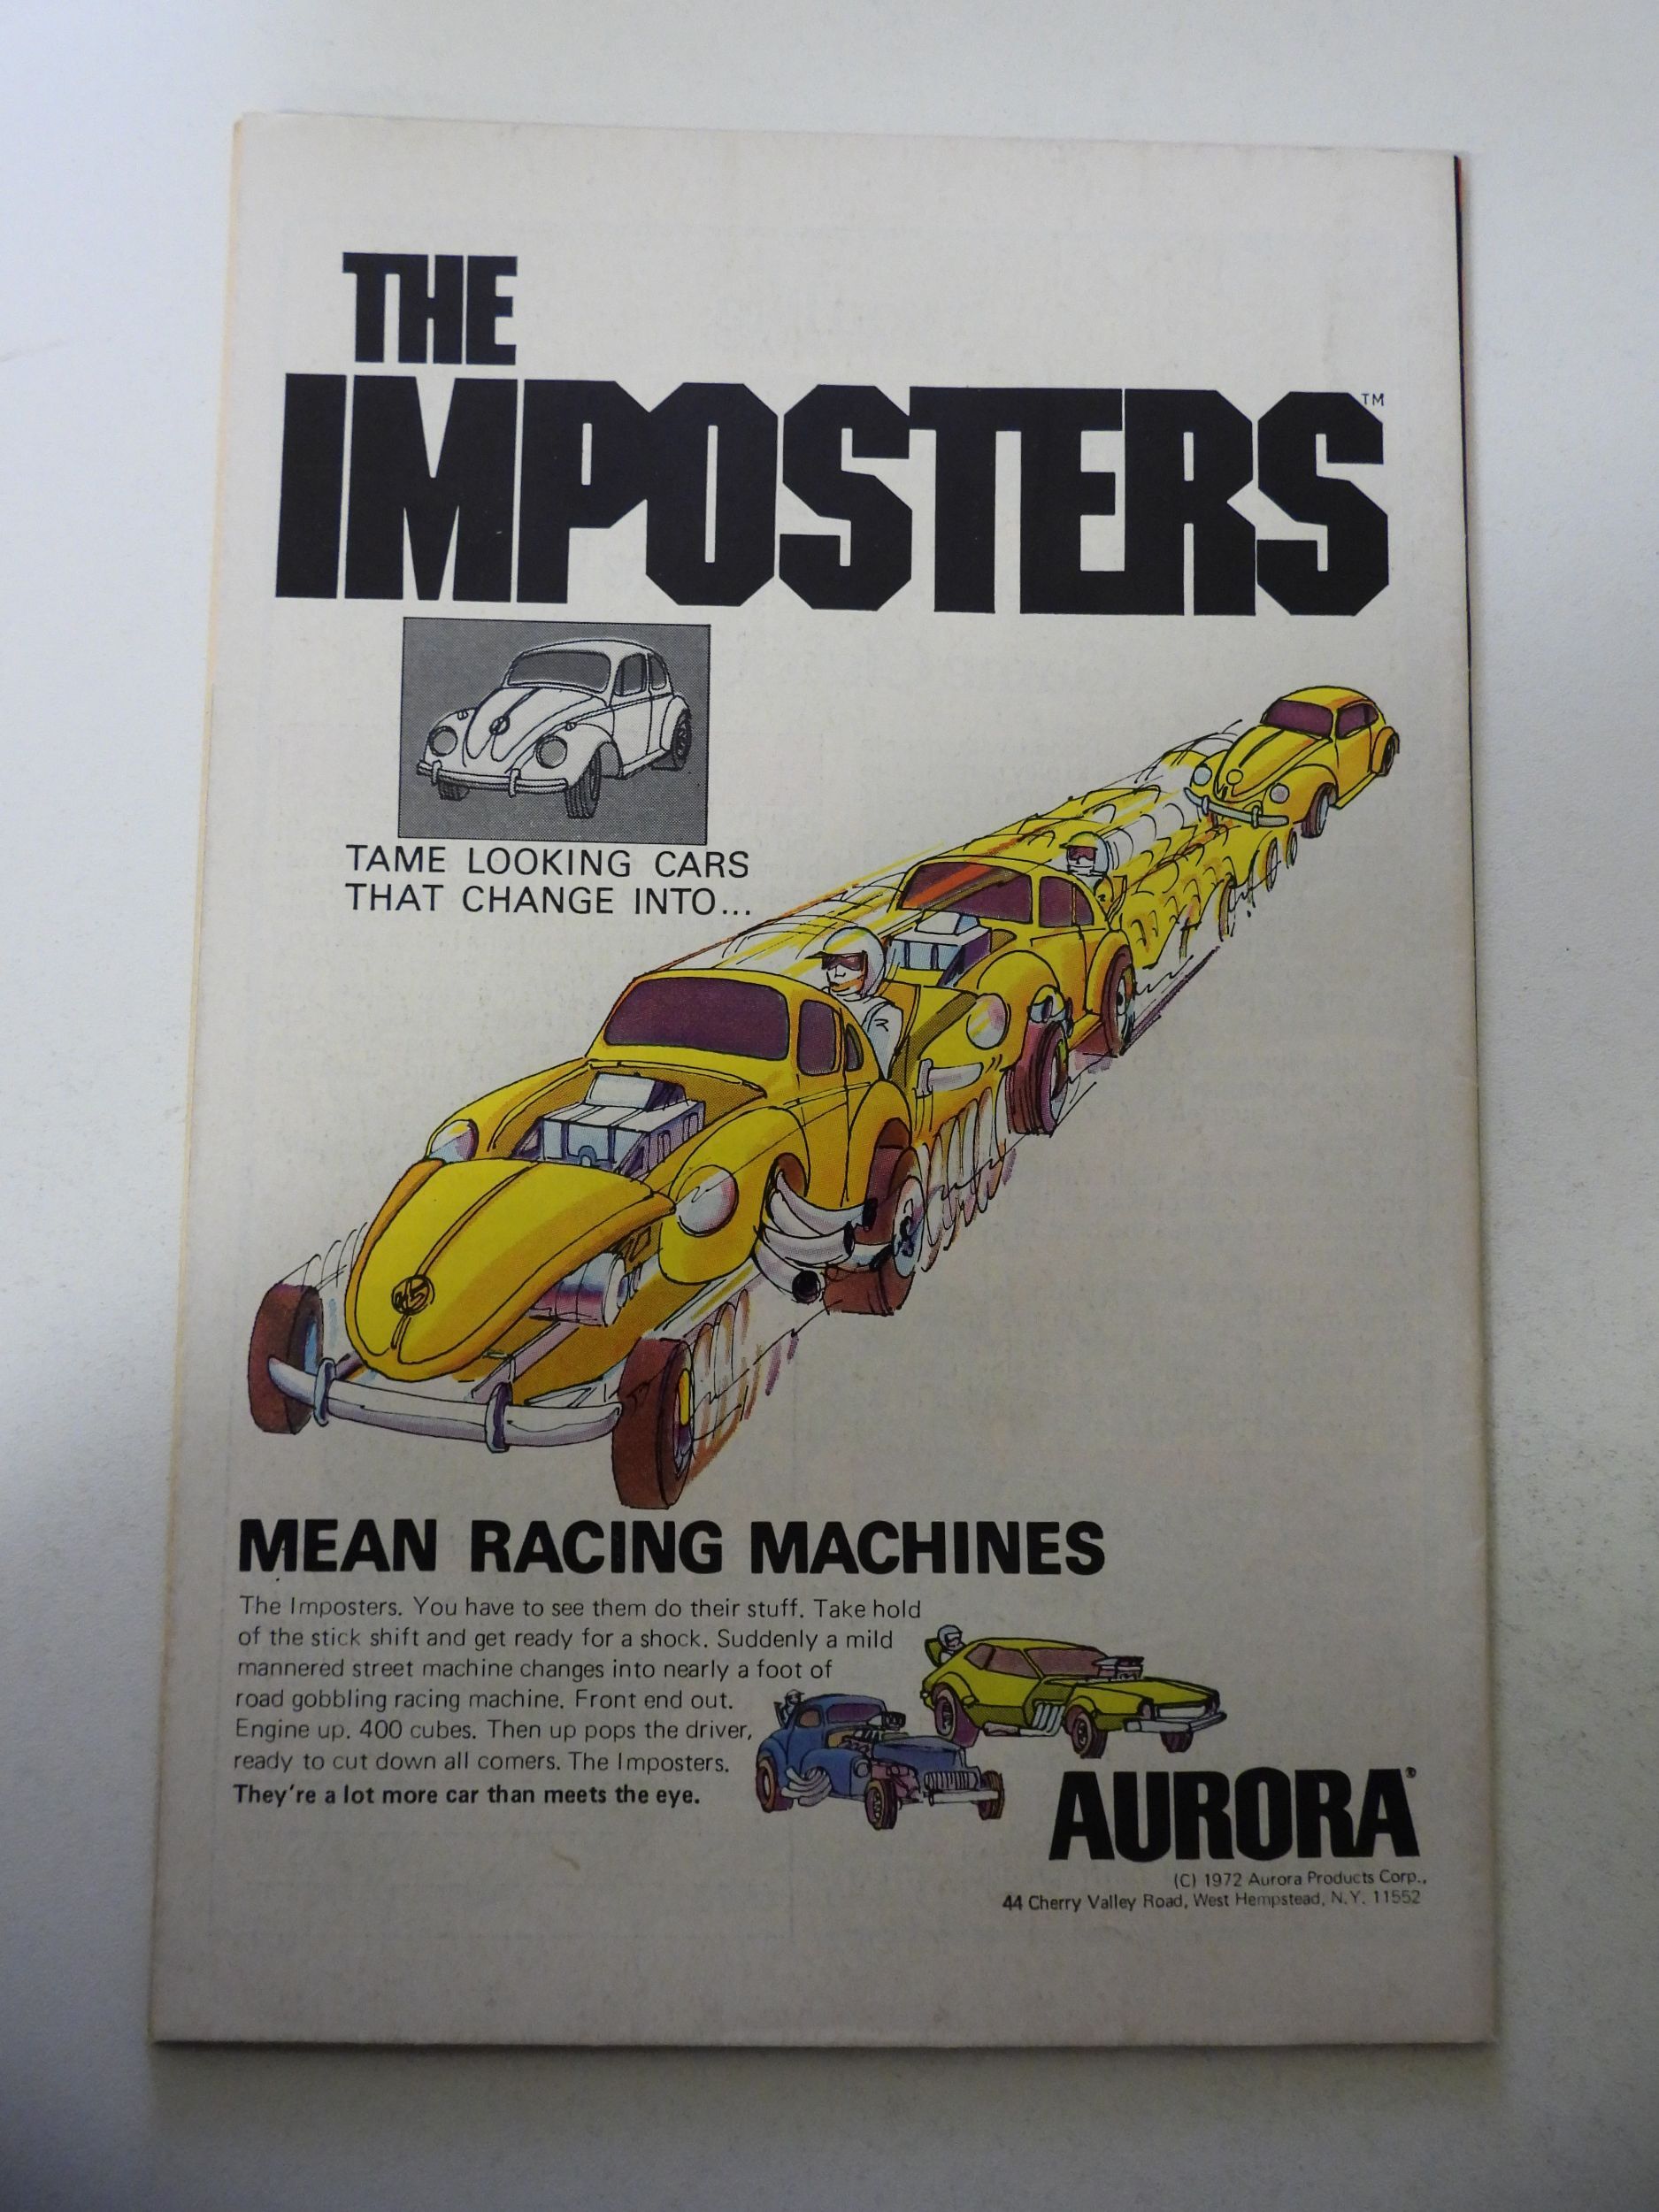 THE
IMPOSTERS™
TAME LOOKING CARS
THAT CHANGE INTO...
MEAN RACING MACHINES
The Imposters. You have to see them do their stuff. Take hold
of the stick shift and get ready for a shock. Suddenly a mild
mannered street machine changes into nearly a foot of
road gobbling racing machine. Front end out.
Engine up. 400 cubes. Then up pops the driver,
ready to cut down all comers. The Imposters.
They're a lot more car than meets the eye.
AURORA®
(C) 1972 Aurora Products Corp.,
44 Cherry Valley Road, West Hempstead, N.Y. 11552